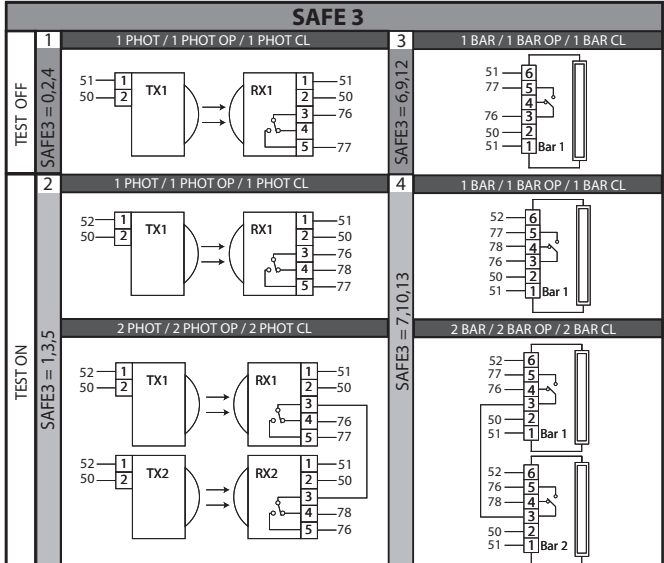 SAFE 3
TEST OFF
SAFE3 = 0,2,4
1
1 PHOT / 1 PHOT OP / 1 PHOT CL
51 1
50 2
TX1
RX1
1 51
2 50
3 76
4
5 77
SAFE3 = 6,9,12
3
1 BAR / 1 BAR OP / 1 BAR CL
51 6
77 5
4
76 3
50 2
51 1 Bar 1
TEST ON
SAFE3 = 1,3,5
2
1 PHOT / 1 PHOT OP / 1 PHOT CL
52 1
50 2
TX1
RX1
1 51
2 50
3 76
4 78
5 77
2 PHOT / 2 PHOT OP / 2 PHOT CL
52 1
50 2
TX1
RX1
1 51
2 50
3
4 76
5 77
52 1
50 2
TX2
RX2
1 51
2 50
3
4 78
5 76
SAFE3 = 7,10,13
4
1 BAR / 1 BAR OP / 1 BAR CL
52 6
77 5
78 4
76 3
50 2
51 1 Bar 1
2 BAR / 2 BAR OP / 2 BAR CL
52 6
77 5
76 4
3
50 2
51 1 Bar 1
52 6
76 5
78 4
3
50 2
51 1 Bar 2